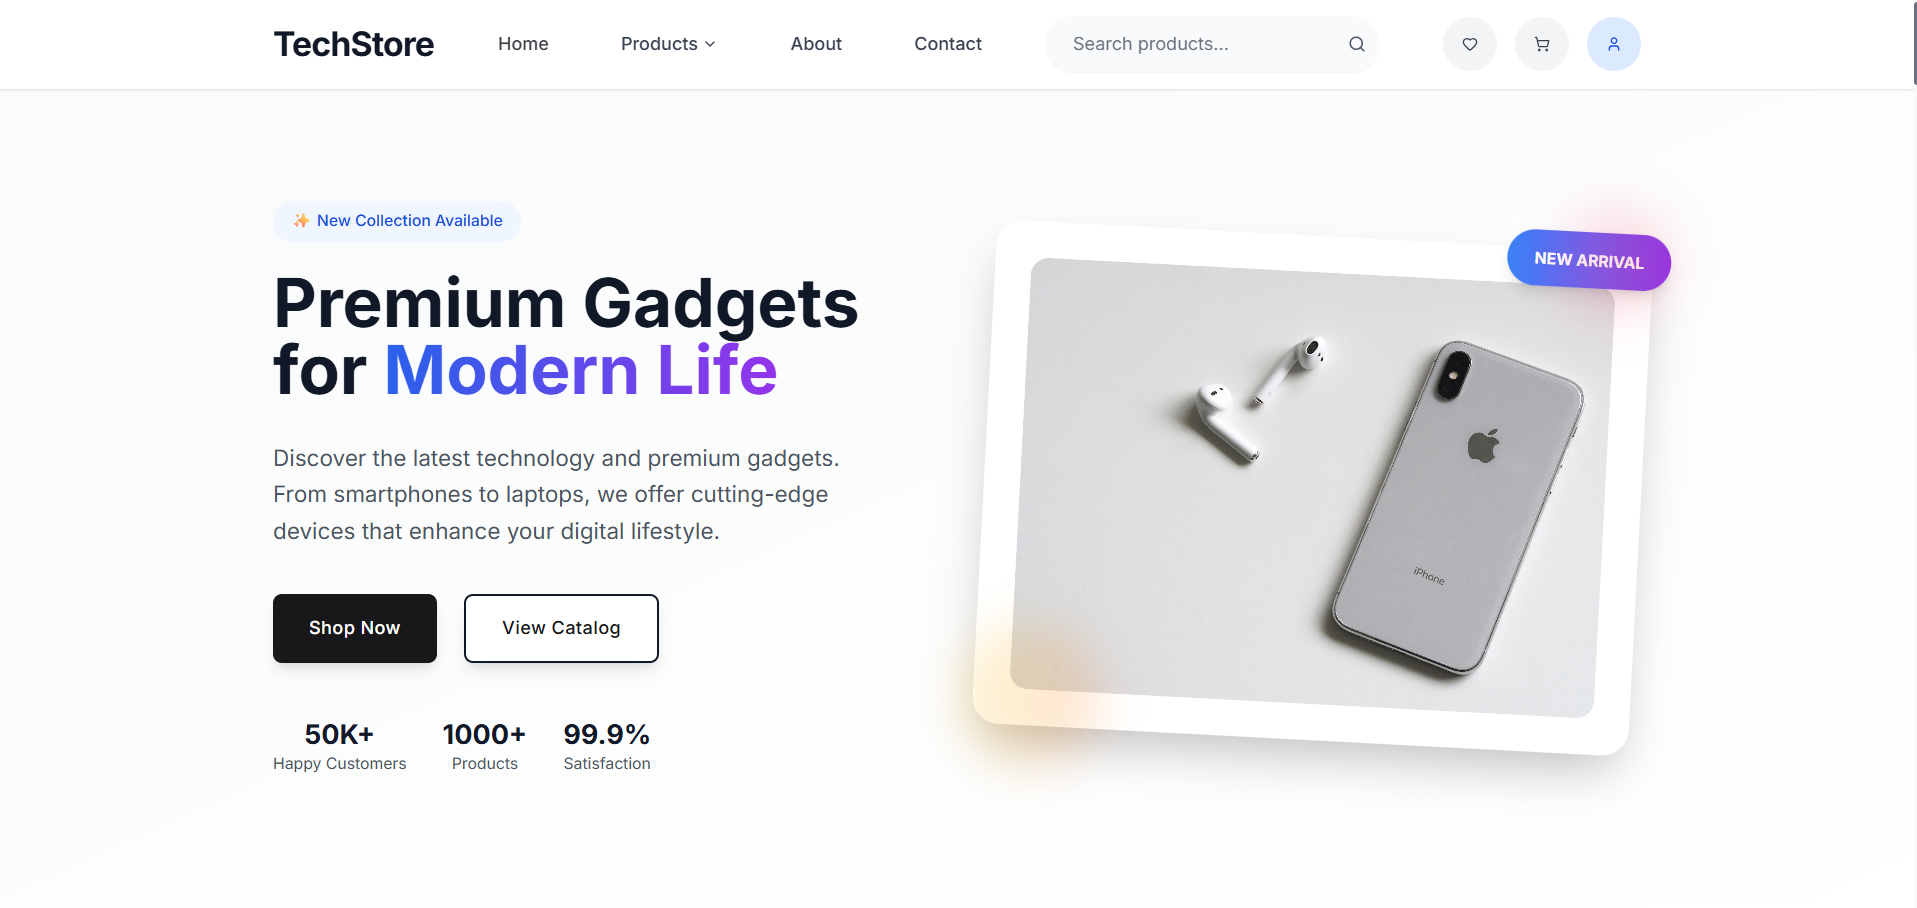 TechStore
Home
Products
About
Contact
Search products...
✨ New Collection Available
Premium Gadgets
for Modern Life
Discover the latest technology and premium gadgets.
From smartphones to laptops, we offer cutting-edge
devices that enhance your digital lifestyle.
Shop Now
View Catalog
50K+
Happy Customers
1000+
Products
99.9%
Satisfaction
NEW ARRIVAL
iPhone